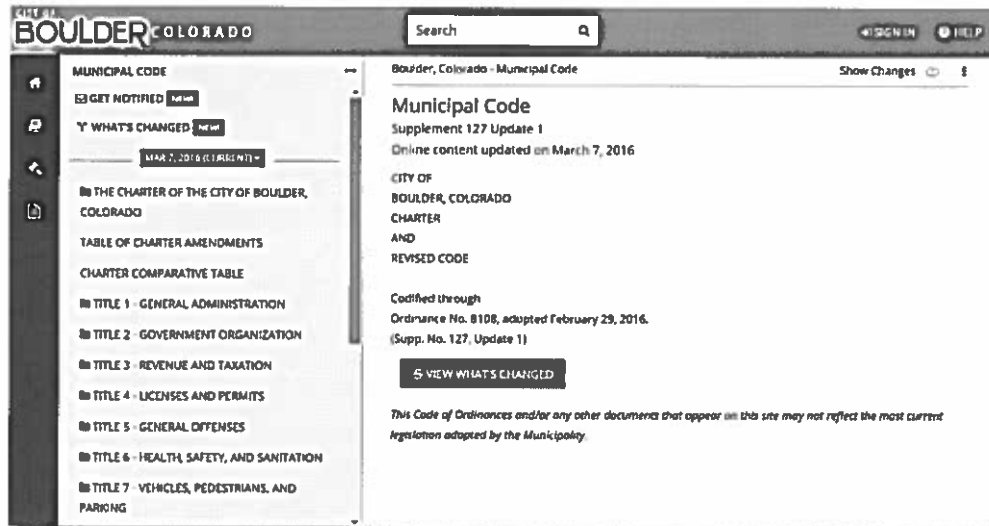 CITY OF
BOULDER COLORADO
Search
SIGN IN
HELP
MUNICIPAL CODE
GET NOTIFIED NEW!
WHAT'S CHANGED NEW!
MAR 7, 2016 (CURRENT)
THE CHARTER OF THE CITY OF BOULDER,
COLORADO
TABLE OF CHARTER AMENDMENTS
CHARTER COMPARATIVE TABLE
TITLE 1 - GENERAL ADMINISTRATION
TITLE 2 - GOVERNMENT ORGANIZATION
TITLE 3 - REVENUE AND TAXATION
TITLE 4 - LICENSES AND PERMITS
TITLE 5 - GENERAL OFFENSES
TITLE 6 - HEALTH, SAFETY, AND SANITATION
TITLE 7 - VEHICLES, PEDESTRIANS, AND
PARKING
Boulder, Colorado - Municipal Code
Show Changes
Municipal Code
Supplement 127 Update 1
Online content updated on March 7, 2016
CITY OF
BOULDER, COLORADO
CHARTER
AND
REVISED CODE
Codified through
Ordinance No. 8108, adopted February 29, 2016.
(Supp. No. 127, Update 1)
VIEW WHAT'S CHANGED
This Code of Ordinances and/or any other documents that appear on this site may not reflect the most current
legislation adopted by the Municipality.